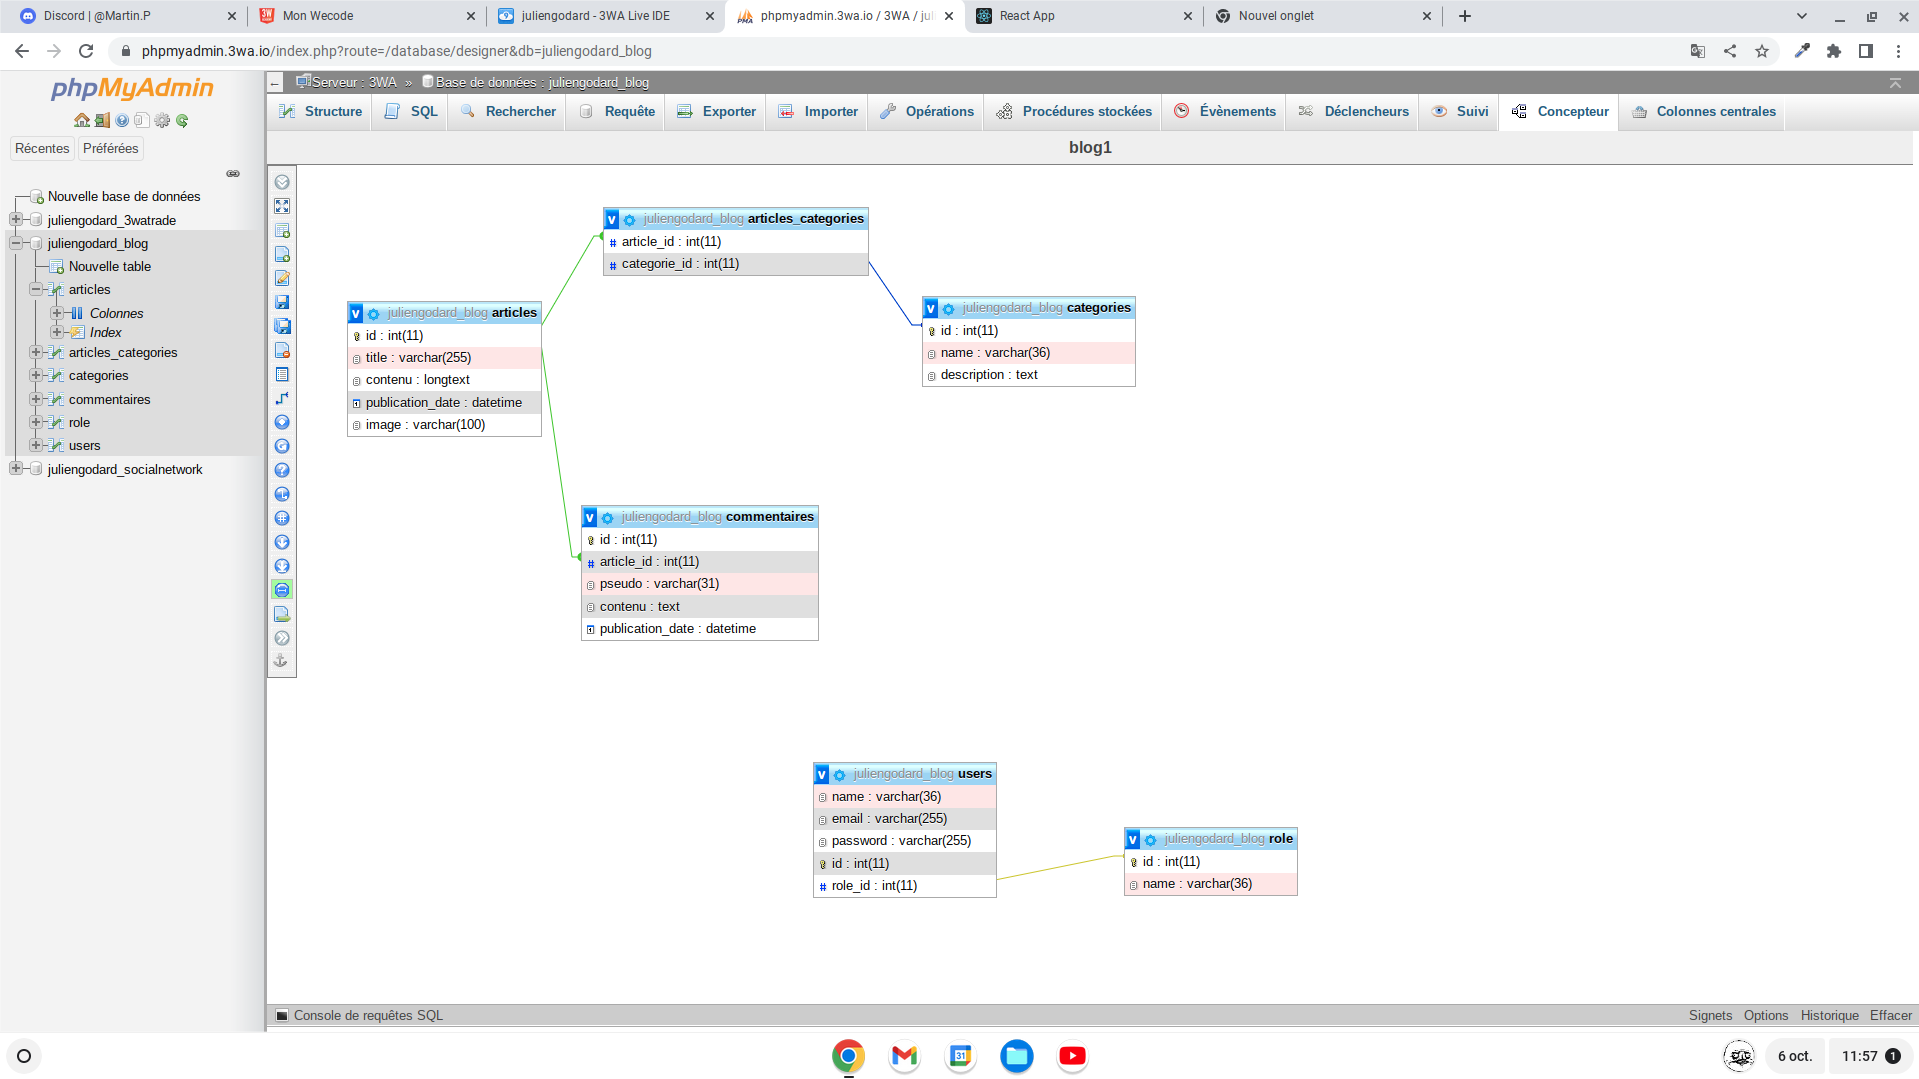 Discord | @Martin.P
Mon Wecode
juliengodard - 3WA Live IDE
phpmyadmin.3wa.io / 3WA / juli
React App
Nouvel onglet
phpmyadmin.3wa.io/index.php?route=/database/designer&db=juliengodard_blog
phpMyAdmin
Récentes
Préférées
Nouvelle base de données
juliengodard_3watrade
juliengodard_blog
Nouvelle table
articles
Colonnes
Index
articles_categories
categories
commentaires
role
users
juliengodard_socialnetwork
Serveur : 3WA » Base de données : juliengodard_blog
Structure
SQL
Rechercher
Requête
Exporter
Importer
Opérations
Procédures stockées
Évènements
Déclencheurs
Suivi
Concepteur
Colonnes centrales
blog1
v juliengodard_blog articles_categories
# article_id : int(11)
# categorie_id : int(11)
v juliengodard_blog articles
id : int(11)
title : varchar(255)
contenu : longtext
publication_date : datetime
image : varchar(100)
v juliengodard_blog categories
id : int(11)
name : varchar(36)
description : text
v juliengodard_blog commentaires
id : int(11)
# article_id : int(11)
pseudo : varchar(31)
contenu : text
publication_date : datetime
v juliengodard_blog users
name : varchar(36)
email : varchar(255)
password : varchar(255)
id : int(11)
# role_id : int(11)
v juliengodard_blog role
id : int(11)
name : varchar(36)
Console de requêtes SQL
Signets
Options
Historique
Effacer
31
6 oct.
11:57
1